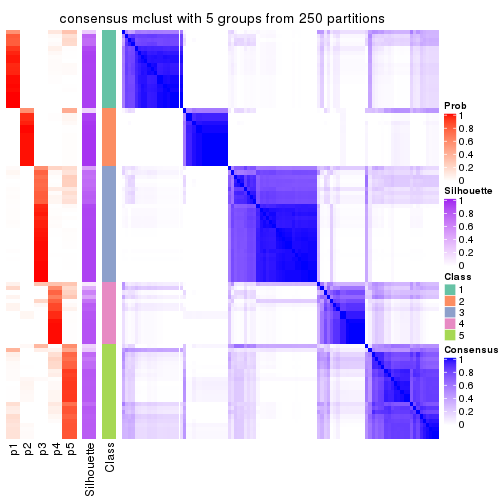 consensus mclust with 5 groups from 250 partitions
Prob
1
0.8
0.6
0.4
0.2
0
Silhouette
1
0.8
0.6
0.4
0.2
0
Class
1
2
3
4
5
Consensus
1
0.8
0.6
0.4
0.2
0
p1
p2
p3
p4
p5
Silhouette
Class